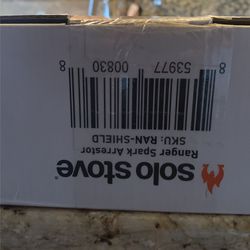 solo stove
Ranger Spark Arrestor
SKU: RAN-SHIELD
8 53977 00830 8